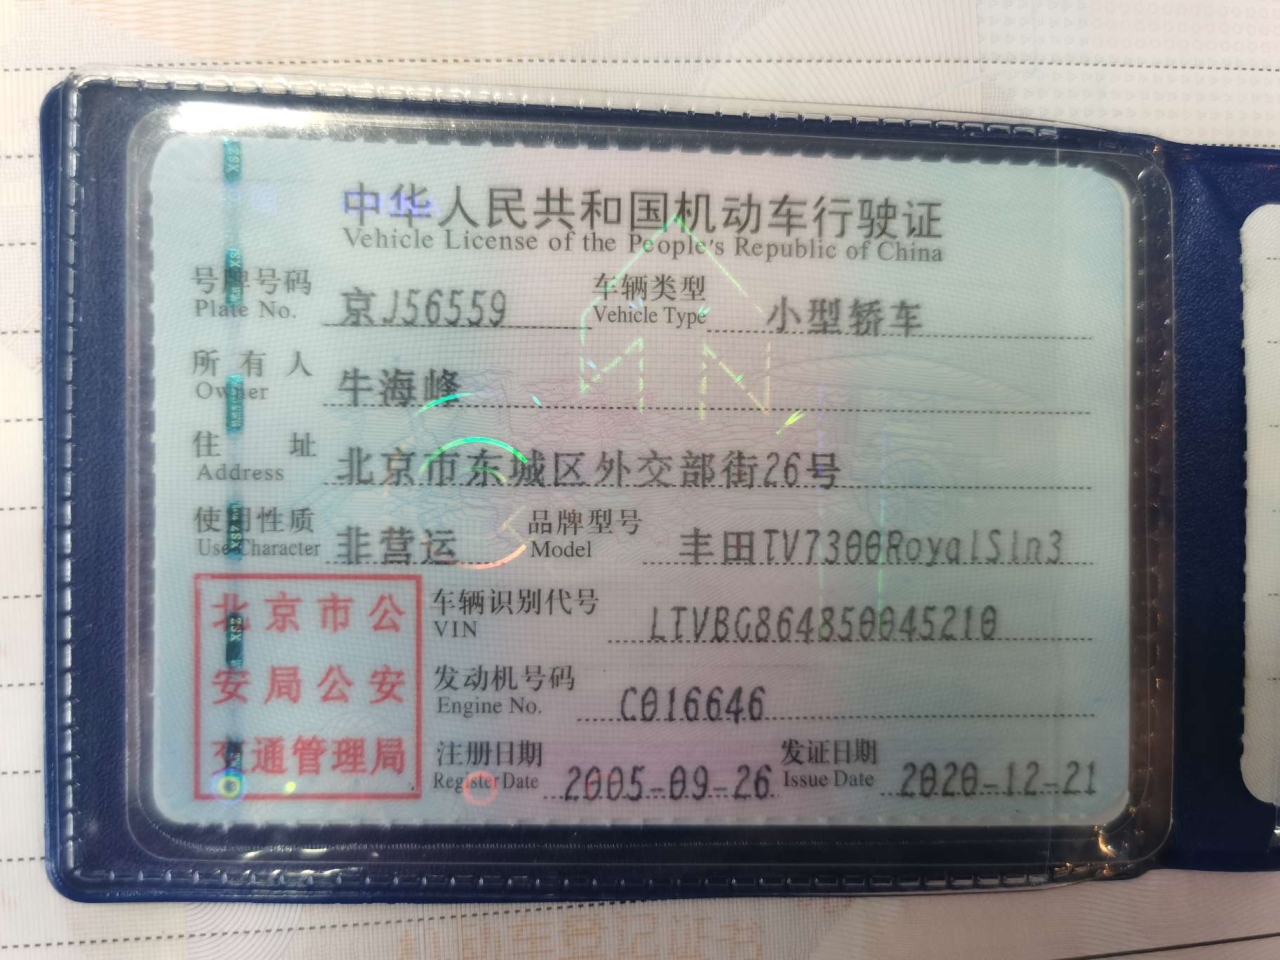 中华人民共和国机动车行驶证
Vehicle License of the People's Republic of China
号牌号码 京J56559 车辆类型 小型轿车
Plate No. Vehicle Type
所有人 牛海峰
Owner
住址 北京市东城区外交部街26号
Address
使用性质 非营运 品牌型号 丰田TV7300RoyalSln3
Use Character Model
北京市公
安局公安
交通管理局
车辆识别代号 LTVBG864850045210
VIN
发动机号码 C016646
Engine No.
注册日期 2005-09-26 发证日期 2020-12-21
Register Date Issue Date
机动车登记证书